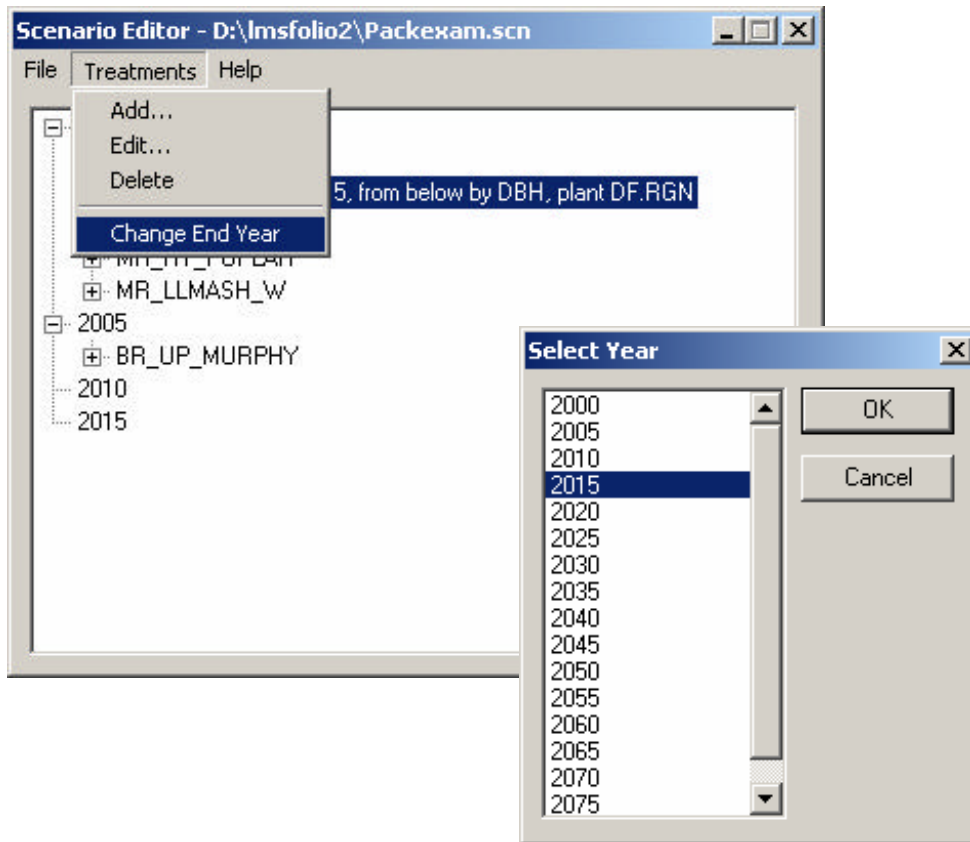 Scenario Editor - D:\lmsfolio2\Packexam.scn
File Treatments Help
Add...
Edit...
Delete
5, from below by DBH, plant DF.RGN
Change End Year
MR_LLMASH_W
2005
BR_UP_MURPHY
2010
2015
Select Year
2000
2005
2010
2015
2020
2025
2030
2035
2040
2045
2050
2055
2060
2065
2070
2075
OK
Cancel